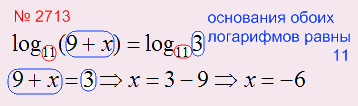 № 2713
основания обоих
логарифмов равны
11
log₁₁(9 + x) = log₁₁3
9 + x = 3 ⇒ x = 3 − 9 ⇒ x = −6